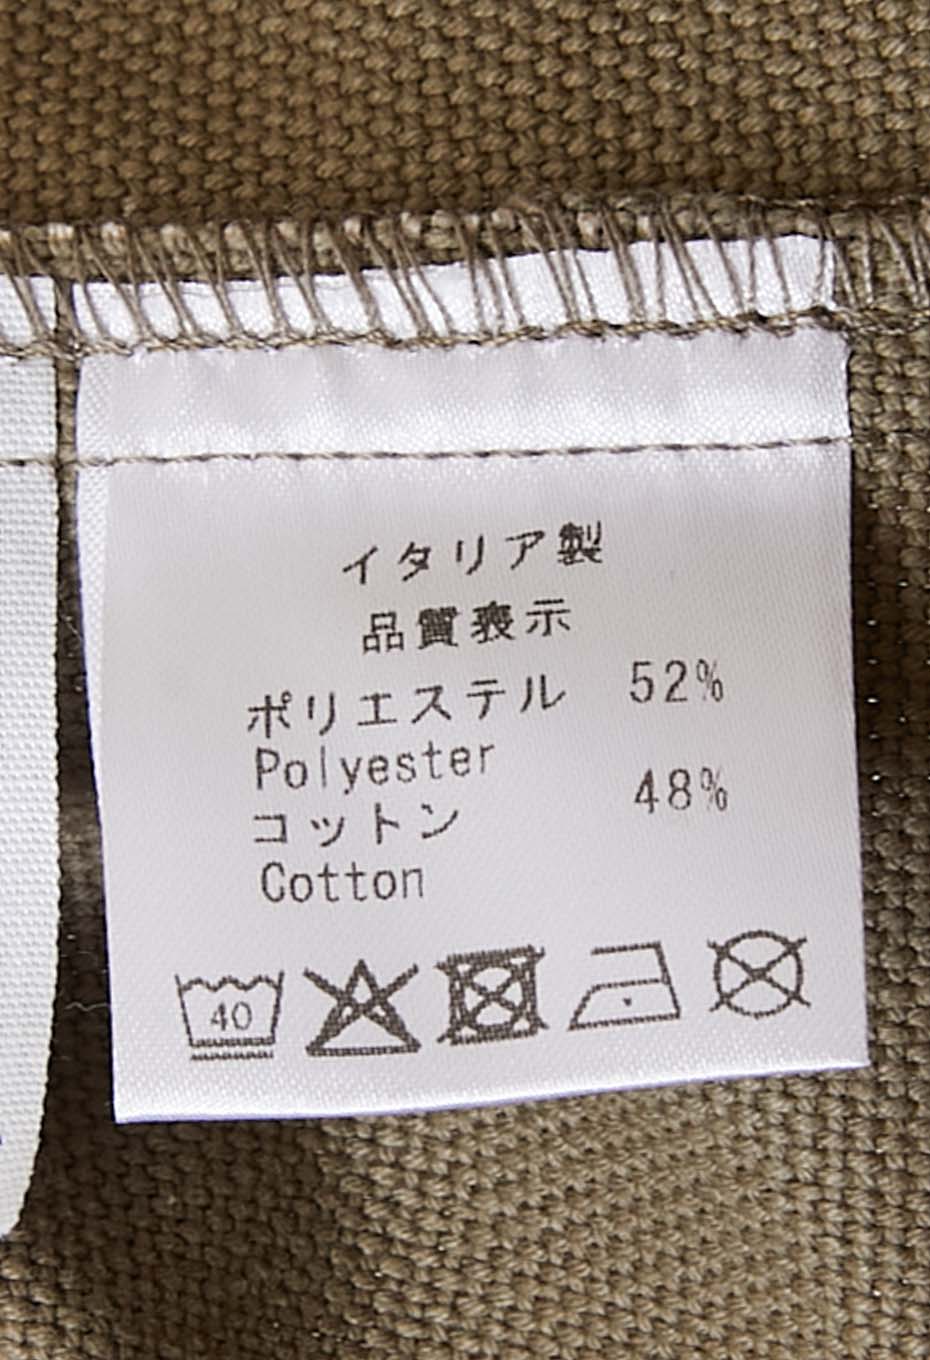 イタリア製
品質表示
ポリエステル 52%
Polyester
コットン 48%
Cotton
40